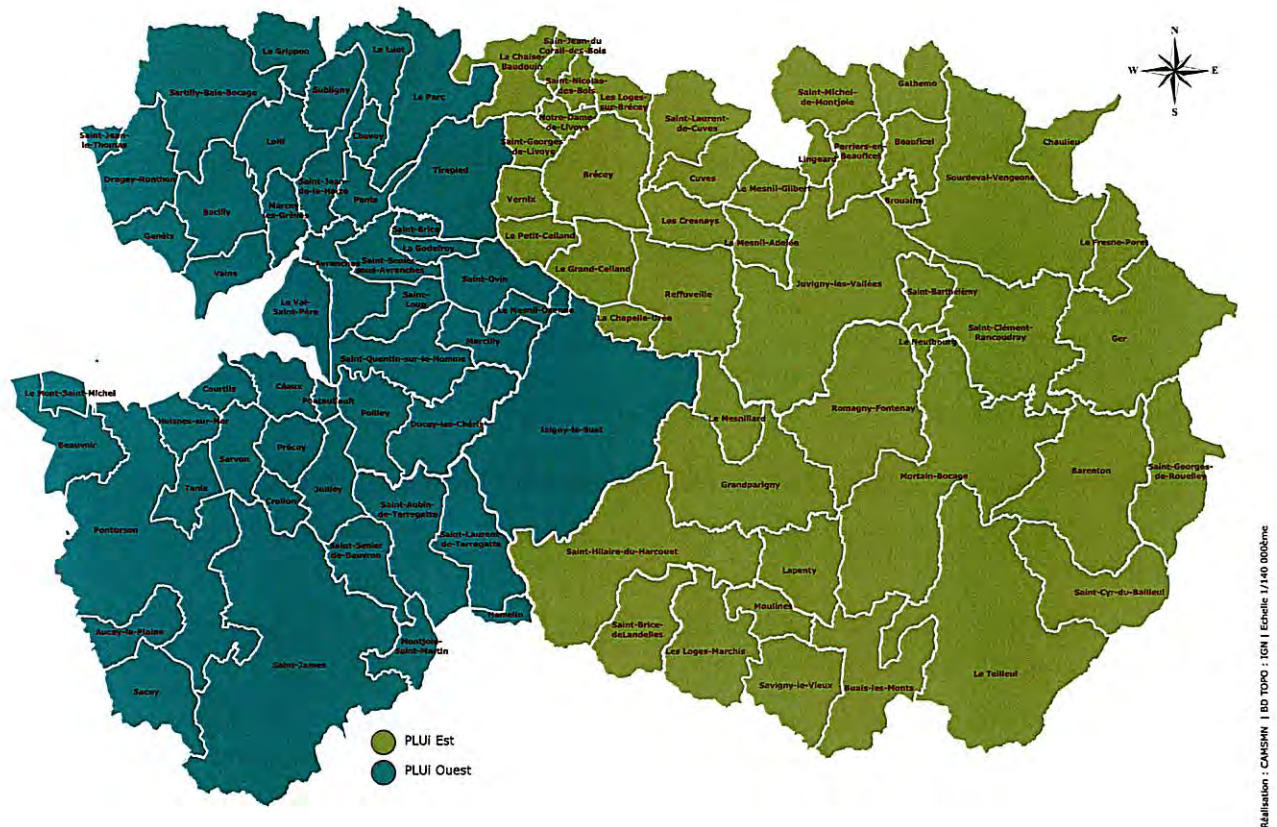 N
W
E
S
Le Grippon
Le Luot
Sartilly-Baie-Bocage
Subligny
Le Parc
Saint-Jean-
le-Thomas
Lolif
Chavoy
Dragey-Ronthon
Bacilly
Marcey-
les-Grèves
Saint-Jean-
de-la-Haize
Ponts
Tirepied
Genêts
Vains
Saint-Brice
La Godefroy
Avranches
Saint-Senier-
sous-Avranches
Saint-Ovin
Le Val-
Saint-Père
Saint-
Loup
Le Mesnil-Ozenne
Marcilly
Saint-Quentin-sur-le-Homme
Le Mont-Saint-Michel
Courtils
Céaux
Pontaubault
Poilley
Ducey-les-Chéris
Isigny-le-Buat
Beauvoir
Huisnes-sur-Mer
Servon
Précey
Tanis
Crollon
Juilley
Saint-Aubin-
de-Terregatte
Pontorson
Saint-Senier
de-Beuvron
Saint-Laurent
de-Terregatte
Hamelin
Aucey-la-Plaine
Montjoie-
Saint-Martin
Saint-James
Sacey
La Chaise-
Baudouin
Sain-Jean-du
Corail-des-Bois
Saint-Nicolas-
des-Bois
Les Loges-
sur-Brécey
Notre-Dame-
de-Livoye
Saint-Georges
de-Livoye
Saint-Laurent-
de-Cuves
Saint-Michel
de-Montjoie
Gathemo
Lingeard
Perriers-en-
Beauficel
Beauficel
Chaulieu
Sourdeval-Vengeons
Brécey
Cuves
Le Mesnil-Gilbert
Vernix
Brouains
Les Cresnays
Le Petit-Celland
Le Mesnil-Adelée
Le Fresne-Poret
Le Grand-Celland
Reffuveille
Juvigny-les-Vallées
Saint-Barthélemy
La Chapelle-Urée
Saint-Clément-
Rancoudray
Ger
Le Neufbourg
Le Mesnillard
Romagny-Fontenay
Grandparigny
Mortain-Bocage
Barenton
Saint-Georges-
de-Rouelley
Saint-Hilaire-du-Harcouet
Lapenty
Saint-Cyr-du-Bailleul
Moulines
Saint-Brice-
deLandelles
Les Loges-Marchis
Savigny-le-Vieux
Buais-les-Monts
Le Teilleul
PLUi Est
PLUi Ouest
Réalisation : CAMSMN | BD TOPO : IGN | Echelle 1/140 000ème